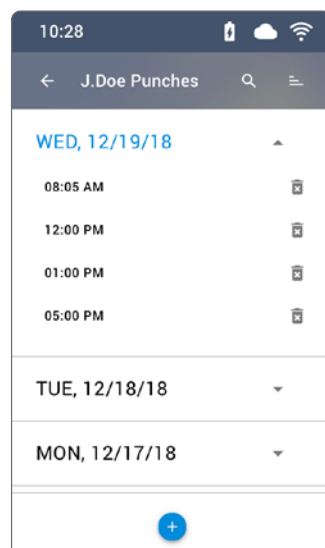 10:28
J.Doe Punches
WED, 12/19/18
08:05 AM
12:00 PM
01:00 PM
05:00 PM
TUE, 12/18/18
MON, 12/17/18